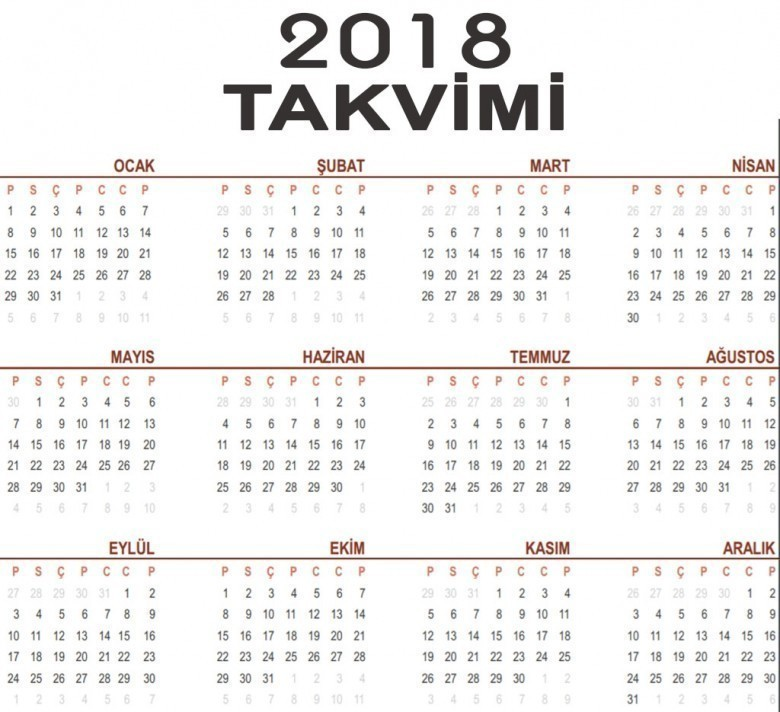 2018
TAKVİMİ
OCAK ŞUBAT MART NİSAN
P S Ç P C C P P S Ç P C C P P S Ç P C C P P S Ç P C C P
1 2 3 4 5 6 7 29 30 31 1 2 3 4 26 27 28 1 2 3 4 26 27 28 29 30 31 1
8 9 10 11 12 13 14 5 6 7 8 9 10 11 5 6 7 8 9 10 11 2 3 4 5 6 7 8
15 16 17 18 19 20 21 12 13 14 15 16 17 18 12 13 14 15 16 17 18 9 10 11 12 13 14 15
22 23 24 25 26 27 28 19 20 21 22 23 24 25 19 20 21 22 23 24 25 16 17 18 19 20 21 22
29 30 31 1 2 3 4 26 27 28 1 2 3 4 26 27 28 29 30 31 1 23 24 25 26 27 28 29
5 6 7 8 9 10 11 5 6 7 8 9 10 11 2 3 4 5 6 7 8 30 1 2 3 4 5 6
MAYIS HAZİRAN TEMMUZ AĞUSTOS
P S Ç P C C P P S Ç P C C P P S Ç P C C P P S Ç P C C P
30 1 2 3 4 5 6 28 29 30 31 1 2 3 25 26 27 28 29 30 1 30 31 1 2 3 4 5
7 8 9 10 11 12 13 4 5 6 7 8 9 10 2 3 4 5 6 7 8 6 7 8 9 10 11 12
14 15 16 17 18 19 20 11 12 13 14 15 16 17 9 10 11 12 13 14 15 13 14 15 16 17 18 19
21 22 23 24 25 26 27 18 19 20 21 22 23 24 16 17 18 19 20 21 22 20 21 22 23 24 25 26
28 29 30 31 1 2 3 25 26 27 28 29 30 1 23 24 25 26 27 28 29 27 28 29 30 31 1 2
4 5 6 7 8 9 10 2 3 4 5 6 7 8 30 31 1 2 3 4 5 3 4 5 6 7 8 9
EYLÜL EKİM KASIM ARALIK
P S Ç P C C P P S Ç P C C P P S Ç P C C P P S Ç P C C P
27 28 29 30 31 1 2 1 2 3 4 5 6 7 29 30 31 1 2 3 4 26 27 28 29 30 1 2
3 4 5 6 7 8 9 8 9 10 11 12 13 14 5 6 7 8 9 10 11 3 4 5 6 7 8 9
10 11 12 13 14 15 16 15 16 17 18 19 20 21 12 13 14 15 16 17 18 10 11 12 13 14 15 16
17 18 19 20 21 22 23 22 23 24 25 26 27 28 19 20 21 22 23 24 25 17 18 19 20 21 22 23
24 25 26 27 28 29 30 29 30 31 1 2 3 4 26 27 28 29 30 1 2 24 25 26 27 28 29 30
1 2 3 4 5 6 7 5 6 7 8 9 10 11 3 4 5 6 7 8 9 31 1 2 3 4 5 6